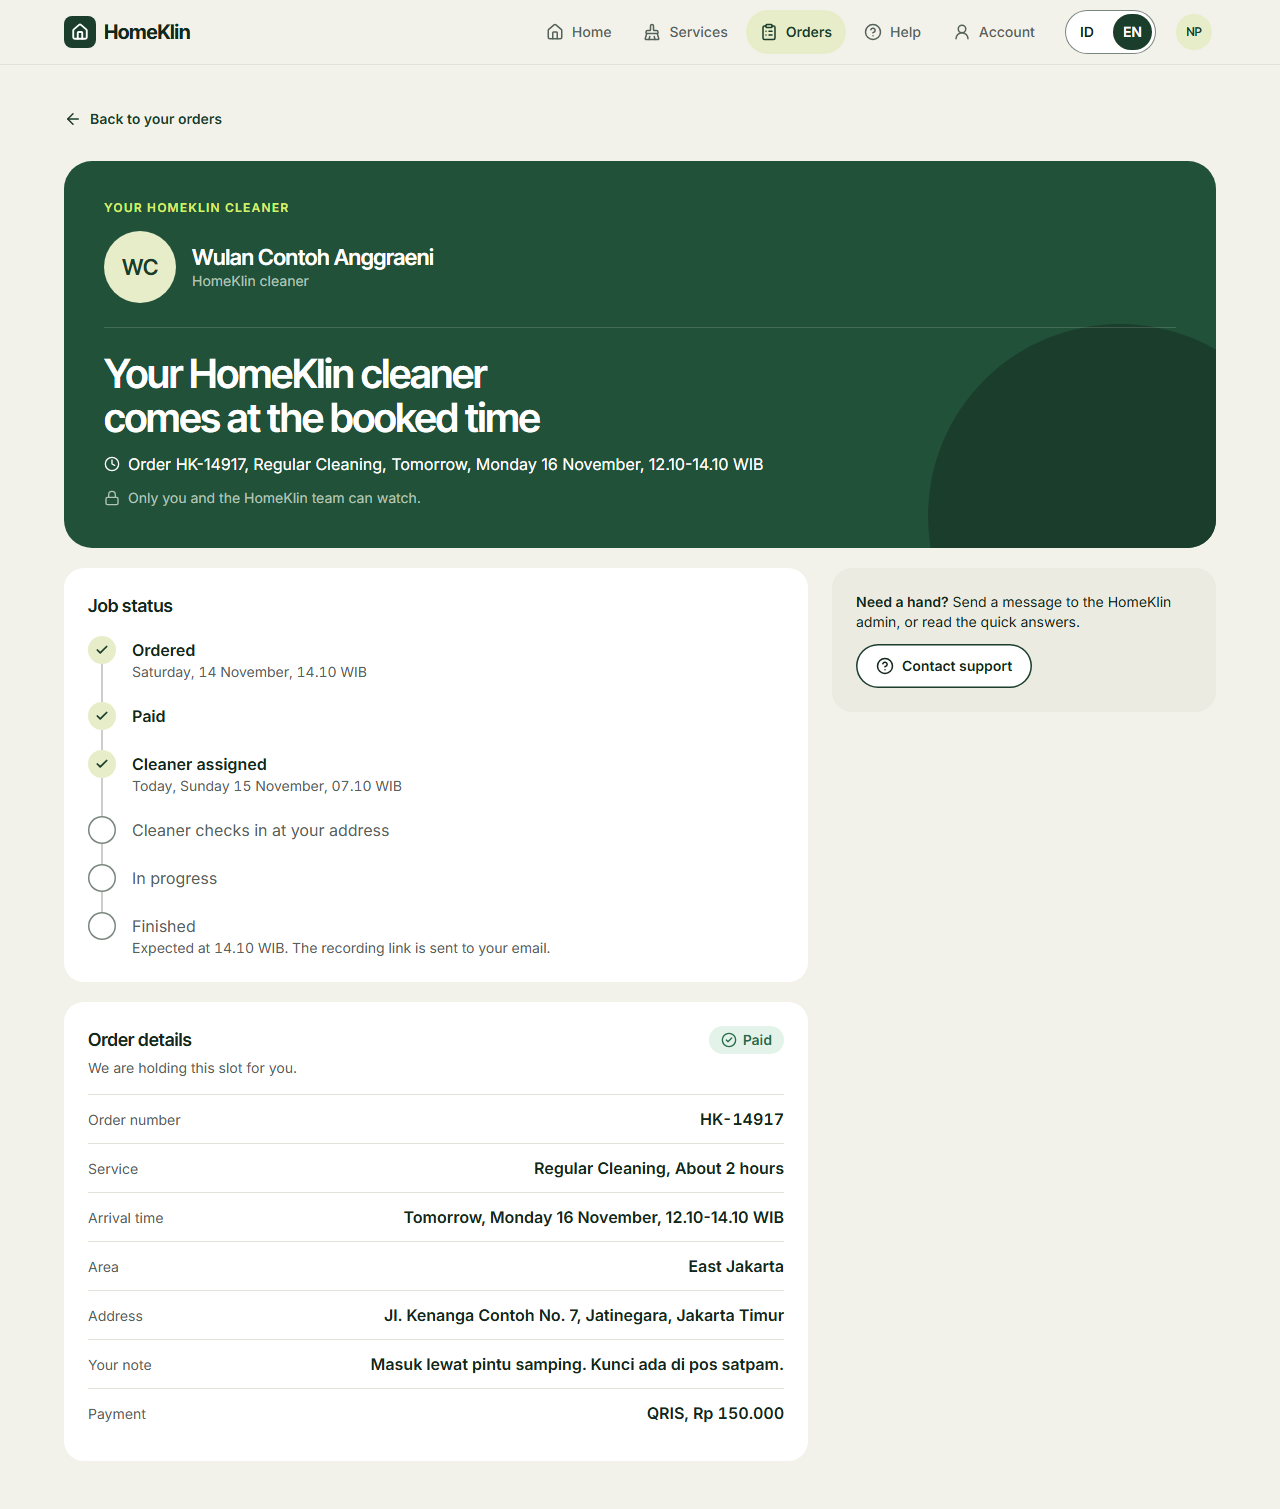 HomeKlin
Home
Services
Orders
Help
Account
ID
EN
NP
Back to your orders
YOUR HOMEKLIN CLEANER
WC
Wulan Contoh Anggraeni
HomeKlin cleaner
Your HomeKlin cleaner
comes at the booked time
Order HK-14917, Regular Cleaning, Tomorrow, Monday 16 November, 12.10-14.10 WIB
Only you and the HomeKlin team can watch.
Job status
Ordered
Saturday, 14 November, 14.10 WIB
Paid
Cleaner assigned
Today, Sunday 15 November, 07.10 WIB
Cleaner checks in at your address
In progress
Finished
Expected at 14.10 WIB. The recording link is sent to your email.
Need a hand? Send a message to the HomeKlin
admin, or read the quick answers.
Contact support
Order details
Paid
We are holding this slot for you.
Order number
HK-14917
Service
Regular Cleaning, About 2 hours
Arrival time
Tomorrow, Monday 16 November, 12.10-14.10 WIB
Area
East Jakarta
Address
Jl. Kenanga Contoh No. 7, Jatinegara, Jakarta Timur
Your note
Masuk lewat pintu samping. Kunci ada di pos satpam.
Payment
QRIS, Rp 150.000